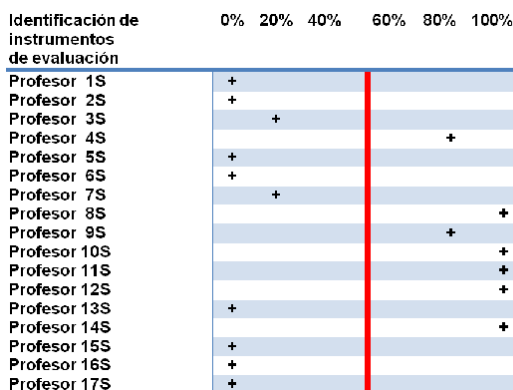 Identificación de 0% 20% 40% 60% 80% 100%
instrumentos
de evaluación
Profesor 1S +
Profesor 2S +
Profesor 3S +
Profesor 4S +
Profesor 5S +
Profesor 6S +
Profesor 7S +
Profesor 8S +
Profesor 9S +
Profesor 10S +
Profesor 11S +
Profesor 12S +
Profesor 13S +
Profesor 14S +
Profesor 15S +
Profesor 16S +
Profesor 17S +